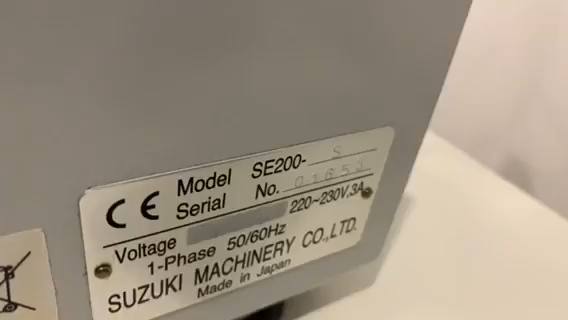 CE Model SE200- S
Serial No. 01653
Voltage 220~230V,3A
1-Phase 50/60Hz
SUZUKI MACHINERY CO.,LTD.
Made in Japan